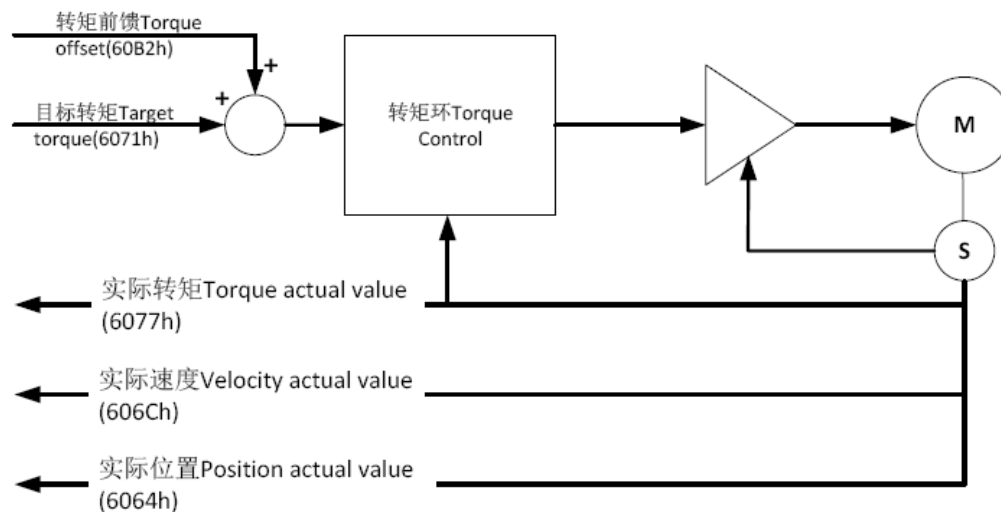 转矩前馈Torque
offset(60B2h)
+
+
目标转矩Target
torque(6071h)
转矩环Torque
Control
M
S
实际转矩Torque actual value
(6077h)
实际速度Velocity actual value
(606Ch)
实际位置Position actual value
(6064h)